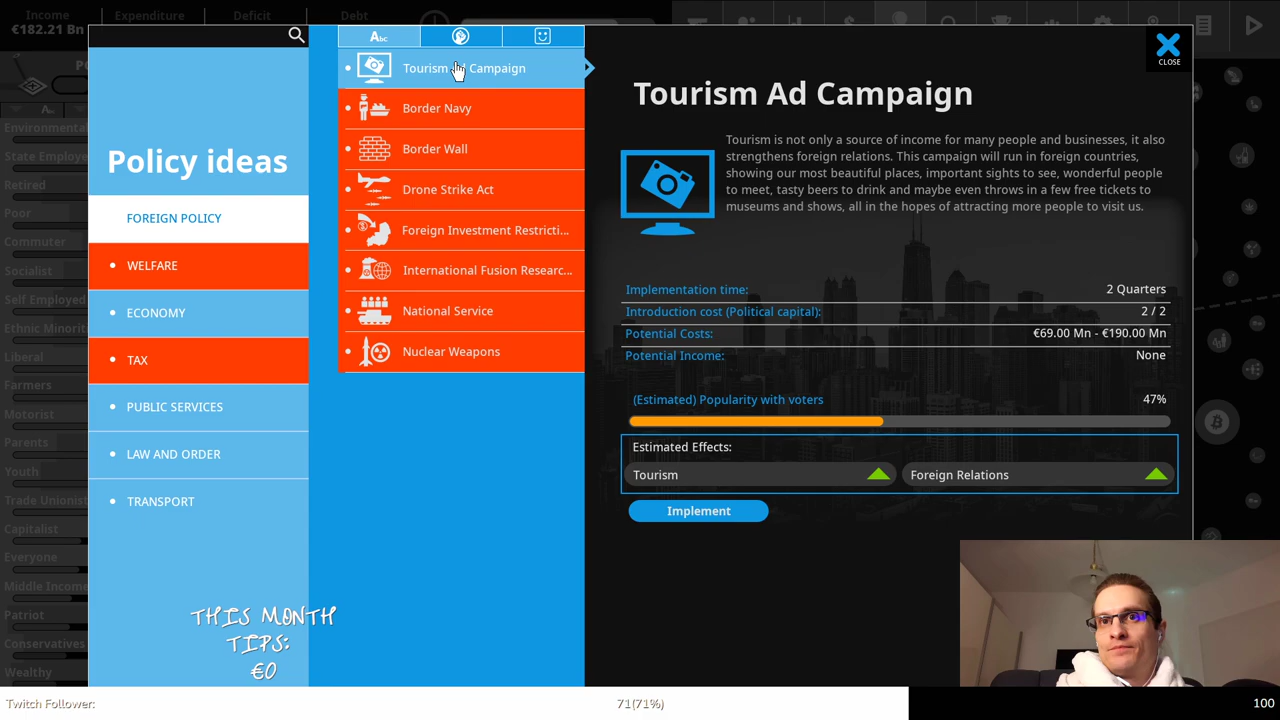 Income
Expenditure
Deficit
Debt
€182.21 Bn
CLOSE
Environmental
State Employe
Retired
Poor
Commuter
Socialist
Self Employed
Ethnic Minorit
Liberal
Farmers
Motorist
Parents
Youth
Trade Unionist
Capitalist
Everyone
Middle Income
Patriot
Conservatives
Wealthy
Policy ideas
FOREIGN POLICY
WELFARE
ECONOMY
TAX
PUBLIC SERVICES
LAW AND ORDER
TRANSPORT
Abc
Tourism Ad Campaign
Border Navy
Border Wall
Drone Strike Act
Foreign Investment Restricti...
International Fusion Researc...
National Service
Nuclear Weapons
Tourism Ad Campaign
Tourism is not only a source of income for many people and businesses, it also
strengthens foreign relations. This campaign will run in foreign countries,
showing our most beautiful places, important sights to see, wonderful people
to meet, tasty beers to drink and maybe even throws in a few free tickets to
museums and shows, all in the hopes of attracting more people to visit us.
Implementation time: 2 Quarters
Introduction cost (Political capital): 2 / 2
Potential Costs: €69.00 Mn - €190.00 Mn
Potential Income: None
(Estimated) Popularity with voters 47%
Estimated Effects:
Tourism
Foreign Relations
Implement
THIS MONTH
TIPS:
€0
Twitch Follower: 71(71%) 100